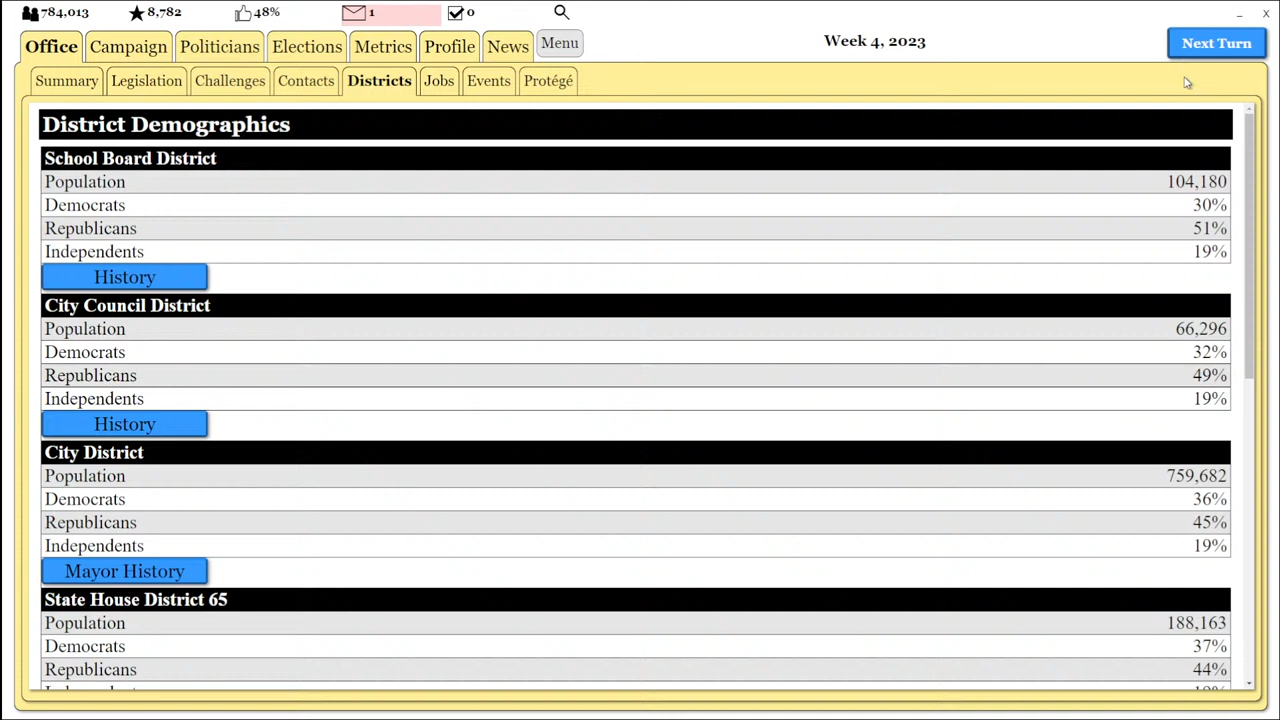 784,013 8,782 48% 1 0
Office Campaign Politicians Elections Metrics Profile News Menu Week 4, 2023 Next Turn
Summary Legislation Challenges Contacts Districts Jobs Events Protégé
District Demographics
School Board District
Population 104,180
Democrats 30%
Republicans 51%
Independents 19%
History
City Council District
Population 66,296
Democrats 32%
Republicans 49%
Independents 19%
History
City District
Population 759,682
Democrats 36%
Republicans 45%
Independents 19%
Mayor History
State House District 65
Population 188,163
Democrats 37%
Republicans 44%